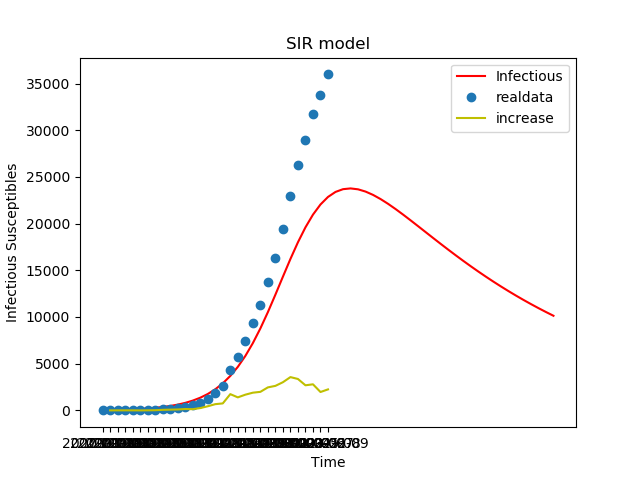 SIR model
Infectious
realdata
increase
35000
30000
25000
20000
15000
10000
5000
0
Infectious Susceptibles
Time